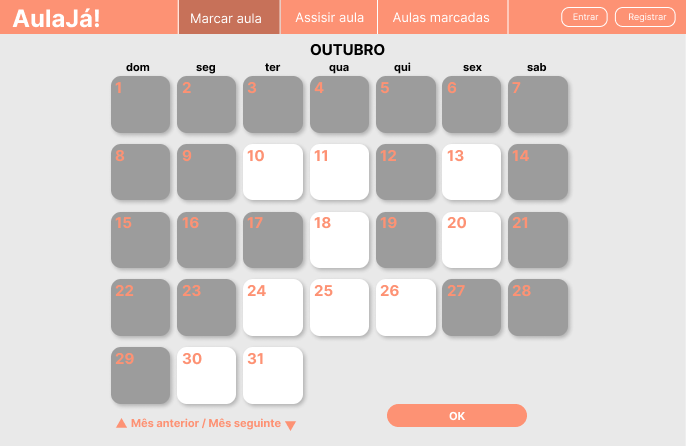 AulaJá! Marcar aula Assisir aula Aulas marcadas Entrar Registrar
OUTUBRO
dom seg ter qua qui sex sab
1 2 3 4 5 6 7
8 9 10 11 12 13 14
15 16 17 18 19 20 21
22 23 24 25 26 27 28
29 30 31
▲ Mês anterior / Mês seguinte ▼ OK